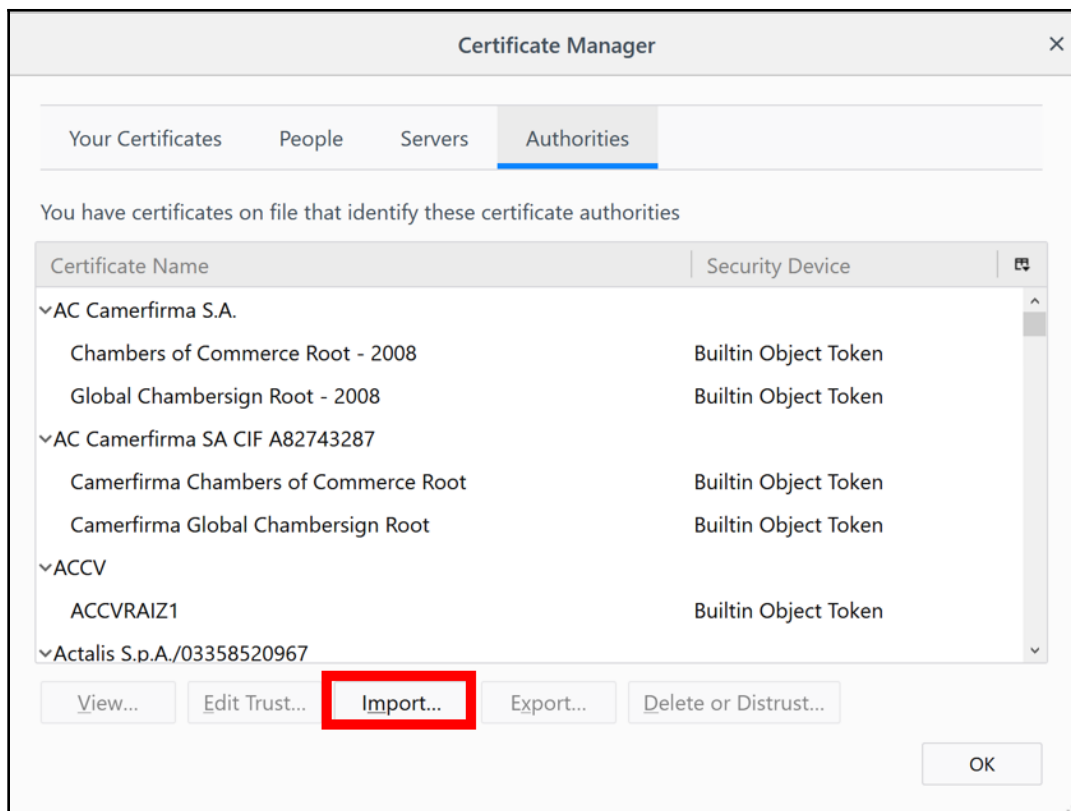 Certificate Manager
Your Certificates People Servers Authorities
You have certificates on file that identify these certificate authorities
Certificate Name Security Device
AC Camerfirma S.A.
Chambers of Commerce Root - 2008 Builtin Object Token
Global Chambersign Root - 2008 Builtin Object Token
AC Camerfirma SA CIF A82743287
Camerfirma Chambers of Commerce Root Builtin Object Token
Camerfirma Global Chambersign Root Builtin Object Token
ACCV
ACCVRAIZ1 Builtin Object Token
Actalis S.p.A./03358520967
View... Edit Trust... Import... Export... Delete or Distrust...
OK